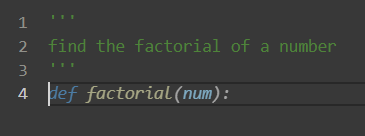 1 '''
2 find the factorial of a number
3 '''
4 def factorial(num):